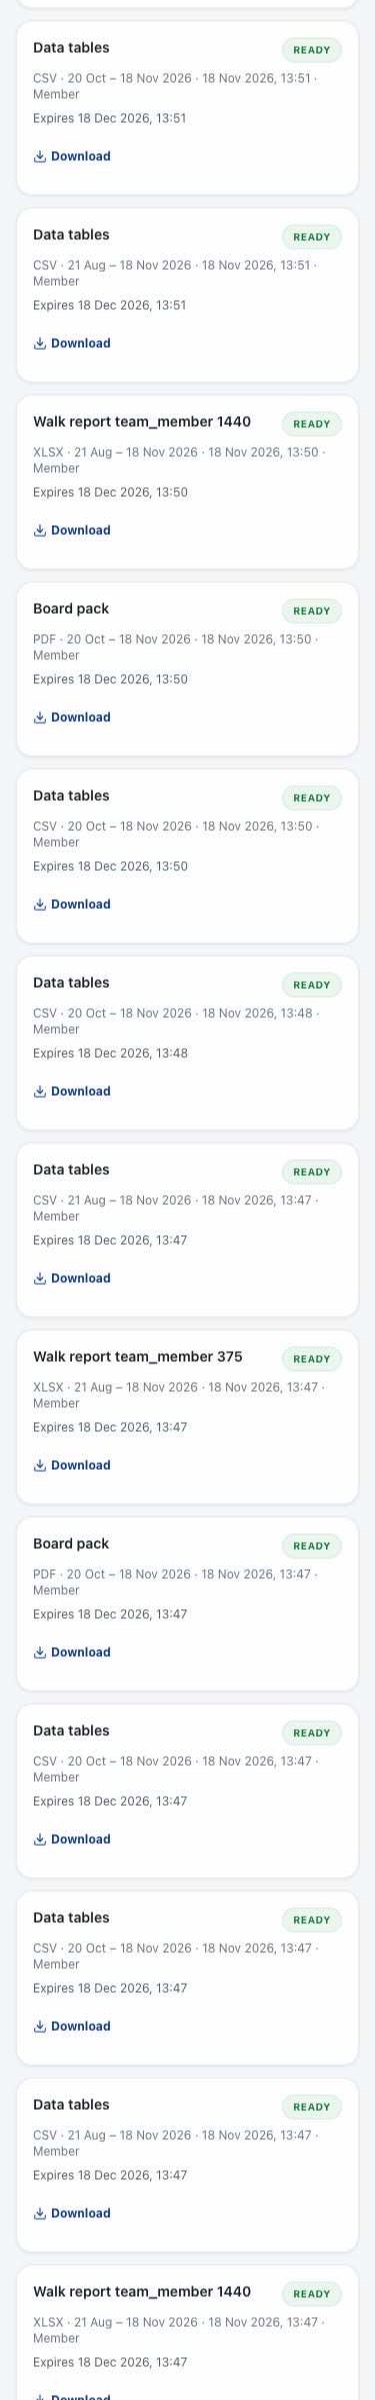 Data tables
READY
CSV · 20 Oct – 18 Nov 2026 · 18 Nov 2026, 13:51 ·
Member
Expires 18 Dec 2026, 13:51
Download
Data tables
READY
CSV · 21 Aug – 18 Nov 2026 · 18 Nov 2026, 13:51 ·
Member
Expires 18 Dec 2026, 13:51
Download
Walk report team_member 1440
READY
XLSX · 21 Aug – 18 Nov 2026 · 18 Nov 2026, 13:50 ·
Member
Expires 18 Dec 2026, 13:50
Download
Board pack
READY
PDF · 20 Oct – 18 Nov 2026 · 18 Nov 2026, 13:50 ·
Member
Expires 18 Dec 2026, 13:50
Download
Data tables
READY
CSV · 20 Oct – 18 Nov 2026 · 18 Nov 2026, 13:50 ·
Member
Expires 18 Dec 2026, 13:50
Download
Data tables
READY
CSV · 20 Oct – 18 Nov 2026 · 18 Nov 2026, 13:48 ·
Member
Expires 18 Dec 2026, 13:48
Download
Data tables
READY
CSV · 21 Aug – 18 Nov 2026 · 18 Nov 2026, 13:47 ·
Member
Expires 18 Dec 2026, 13:47
Download
Walk report team_member 375
READY
XLSX · 21 Aug – 18 Nov 2026 · 18 Nov 2026, 13:47 ·
Member
Expires 18 Dec 2026, 13:47
Download
Board pack
READY
PDF · 20 Oct – 18 Nov 2026 · 18 Nov 2026, 13:47 ·
Member
Expires 18 Dec 2026, 13:47
Download
Data tables
READY
CSV · 20 Oct – 18 Nov 2026 · 18 Nov 2026, 13:47 ·
Member
Expires 18 Dec 2026, 13:47
Download
Data tables
READY
CSV · 20 Oct – 18 Nov 2026 · 18 Nov 2026, 13:47 ·
Member
Expires 18 Dec 2026, 13:47
Download
Data tables
READY
CSV · 21 Aug – 18 Nov 2026 · 18 Nov 2026, 13:47 ·
Member
Expires 18 Dec 2026, 13:47
Download
Walk report team_member 1440
READY
XLSX · 21 Aug – 18 Nov 2026 · 18 Nov 2026, 13:47 ·
Member
Expires 18 Dec 2026, 13:47
Download